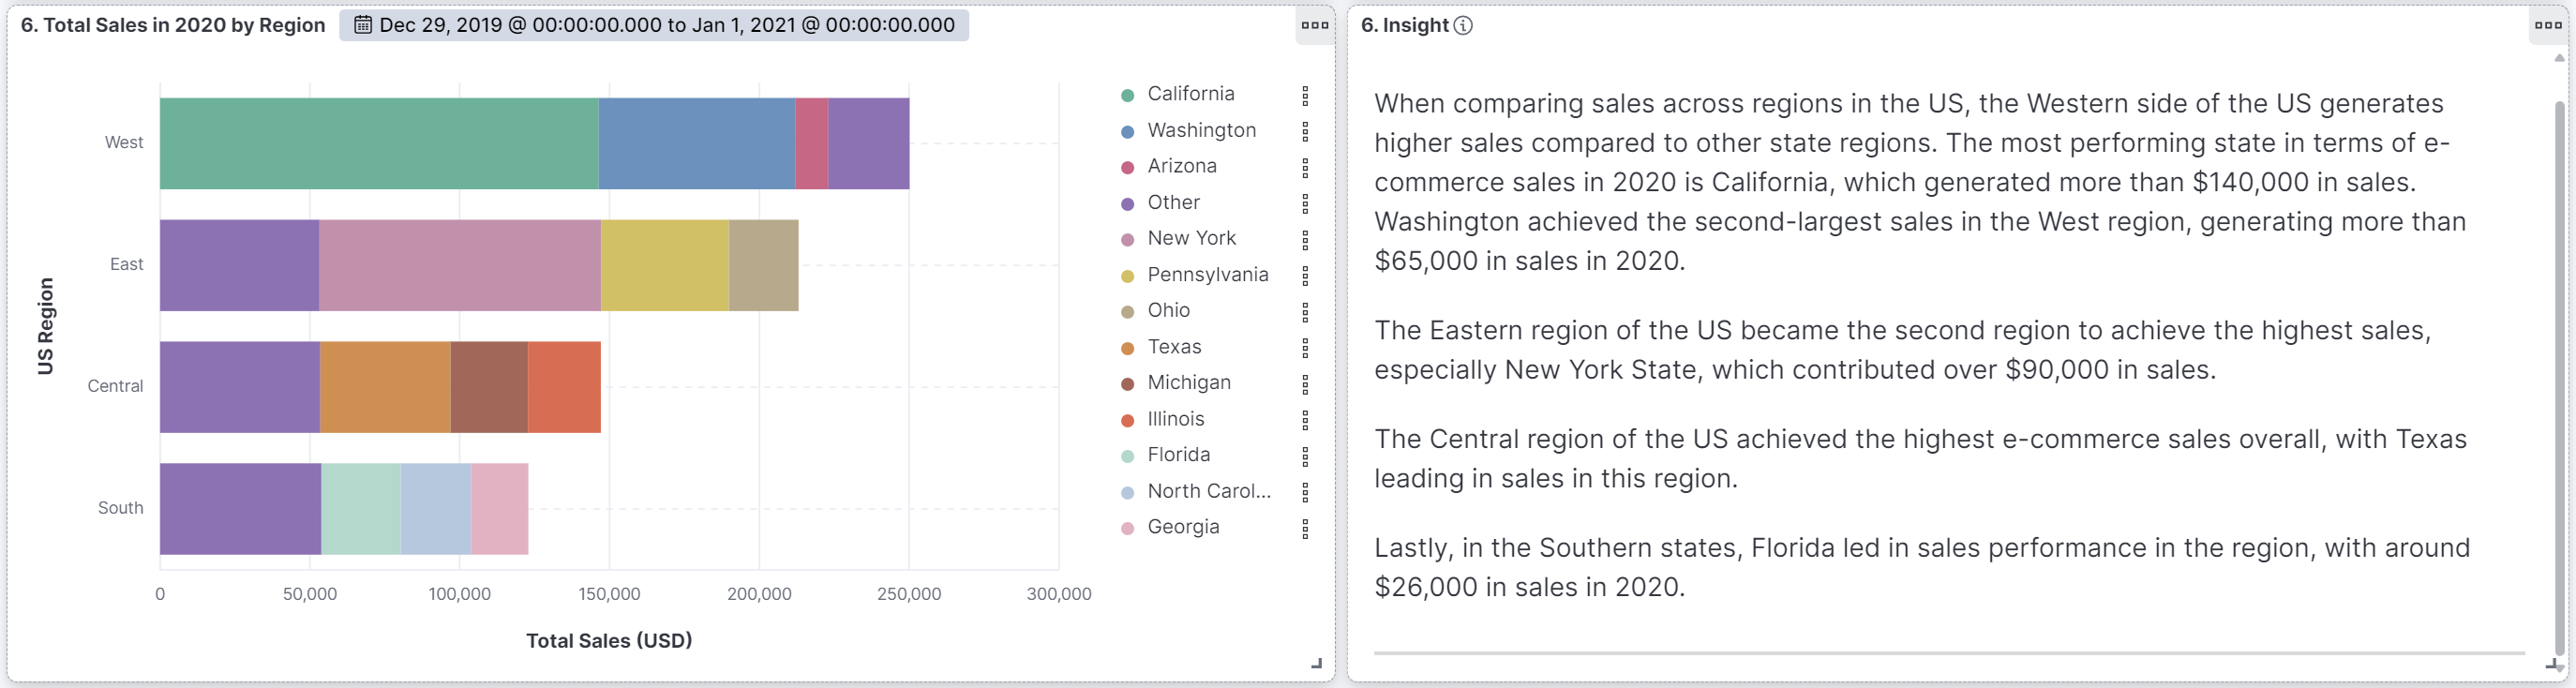 6. Total Sales in 2020 by Region
Dec 29, 2019 @ 00:00:00.000 to Jan 1, 2021 @ 00:00:00.000
US Region
West
East
Central
South
0
50,000
100,000
150,000
200,000
250,000
300,000
Total Sales (USD)
California
Washington
Arizona
Other
New York
Pennsylvania
Ohio
Texas
Michigan
Illinois
Florida
North Carol...
Georgia
6. Insight
When comparing sales across regions in the US, the Western side of the US generates
higher sales compared to other state regions. The most performing state in terms of e-
commerce sales in 2020 is California, which generated more than $140,000 in sales.
Washington achieved the second-largest sales in the West region, generating more than
$65,000 in sales in 2020.
The Eastern region of the US became the second region to achieve the highest sales,
especially New York State, which contributed over $90,000 in sales.
The Central region of the US achieved the highest e-commerce sales overall, with Texas
leading in sales in this region.
Lastly, in the Southern states, Florida led in sales performance in the region, with around
$26,000 in sales in 2020.